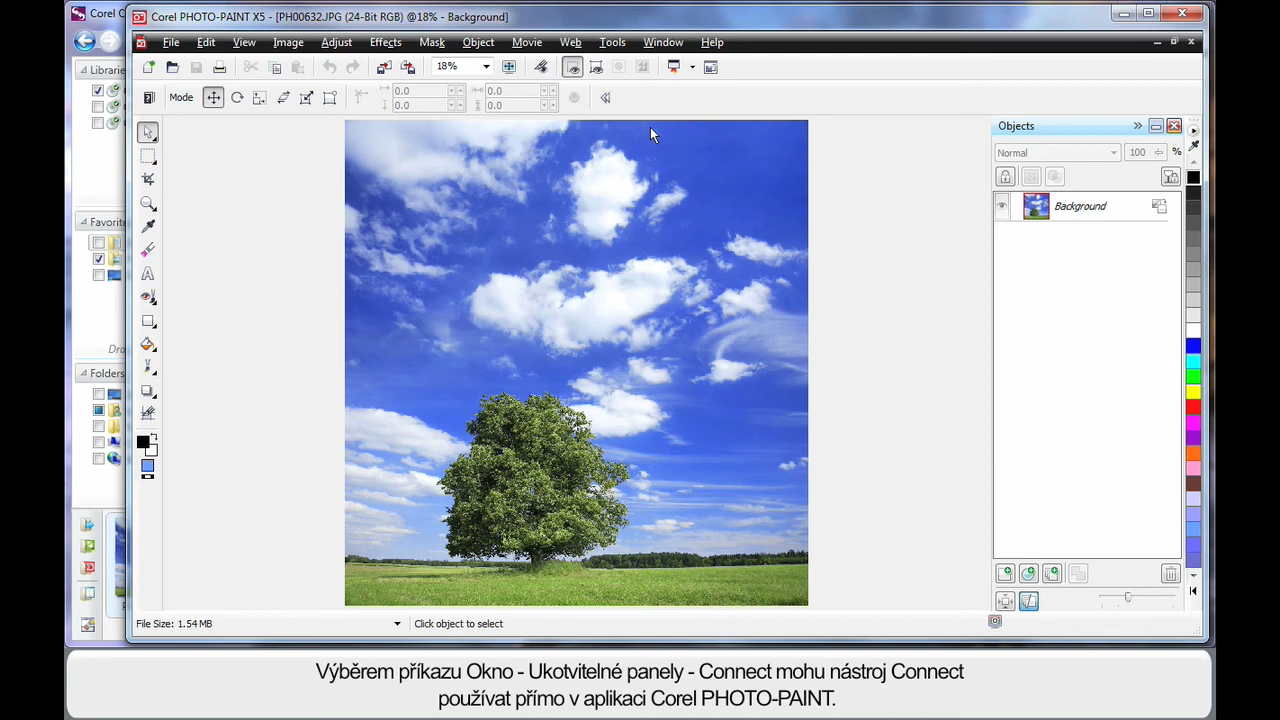 Corel C
Corel PHOTO-PAINT X5 - [PH00632.JPG (24-Bit RGB) @18% - Background]
File Edit View Image Adjust Effects Mask Object Movie Web Tools Window Help
18%
Mode
0.0 0.0
0.0 0.0
Librarie
Favorite
Dra
Folders
Objects
Normal 100 %
Background
File Size: 1.54 MB Click object to select
Výběrem příkazu Okno - Ukotvitelné panely - Connect mohu nástroj Connect
používat přímo v aplikaci Corel PHOTO-PAINT.